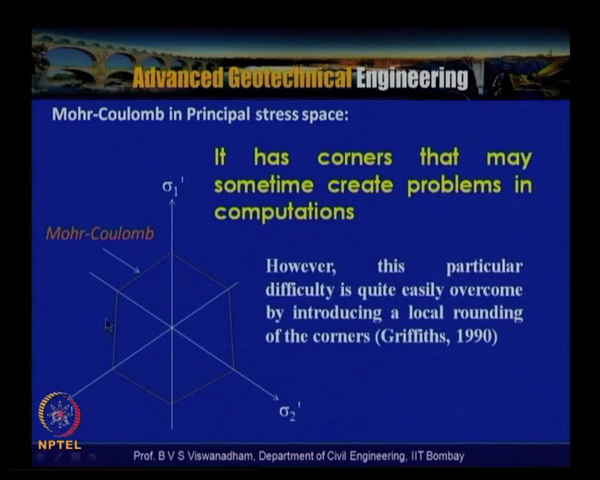 Advanced Geotechnical Engineering
Mohr-Coulomb in Principal stress space:
It has corners that may
sometime create problems in
computations
σ1'
Mohr-Coulomb
However, this particular
difficulty is quite easily overcome
by introducing a local rounding
of the corners (Griffiths, 1990)
σ2'
NPTEL
Prof. B V S Viswanadham, Department of Civil Engineering, IIT Bombay